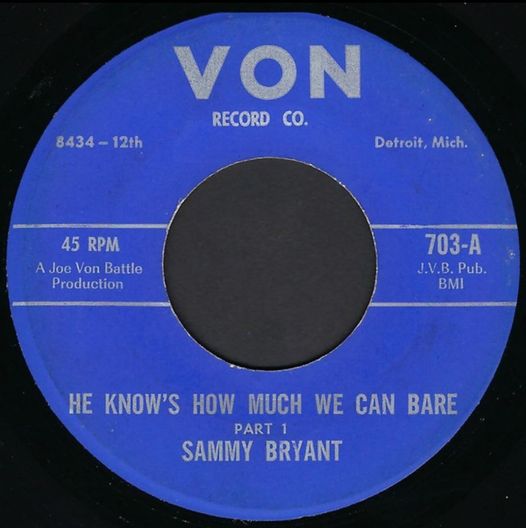 VON
RECORD CO.
8434 – 12th
Detroit, Mich.
45 RPM
A Joe Von Battle
Production
703-A
J.V.B. Pub.
BMI
HE KNOW'S HOW MUCH WE CAN BARE
PART 1
SAMMY BRYANT